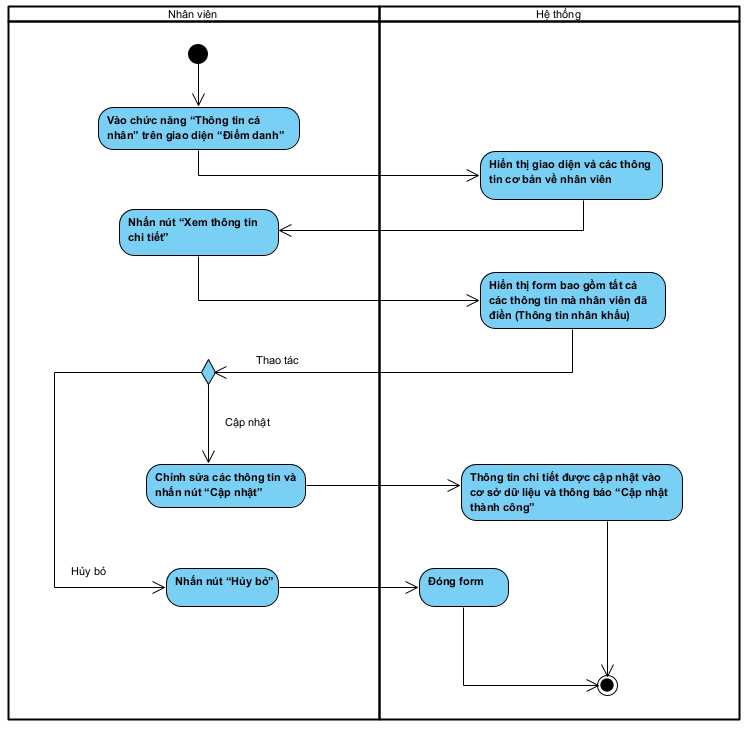 Nhân viên
Hệ thống
Vào chức năng “Thông tin cá
nhân” trên giao diện “Điểm danh”
Hiển thị giao diện và các thông
tin cơ bản về nhân viên
Nhấn nút “Xem thông tin
chi tiết”
Hiển thị form bao gồm tất cả
các thông tin mà nhân viên đã
điền (Thông tin nhân khẩu)
Thao tác
Cập nhật
Chỉnh sửa các thông tin và
nhấn nút “Cập nhật”
Thông tin chi tiết được cập nhật vào
cơ sở dữ liệu và thông báo “Cập nhật
thành công”
Hủy bỏ
Nhấn nút “Hủy bỏ”
Đóng form